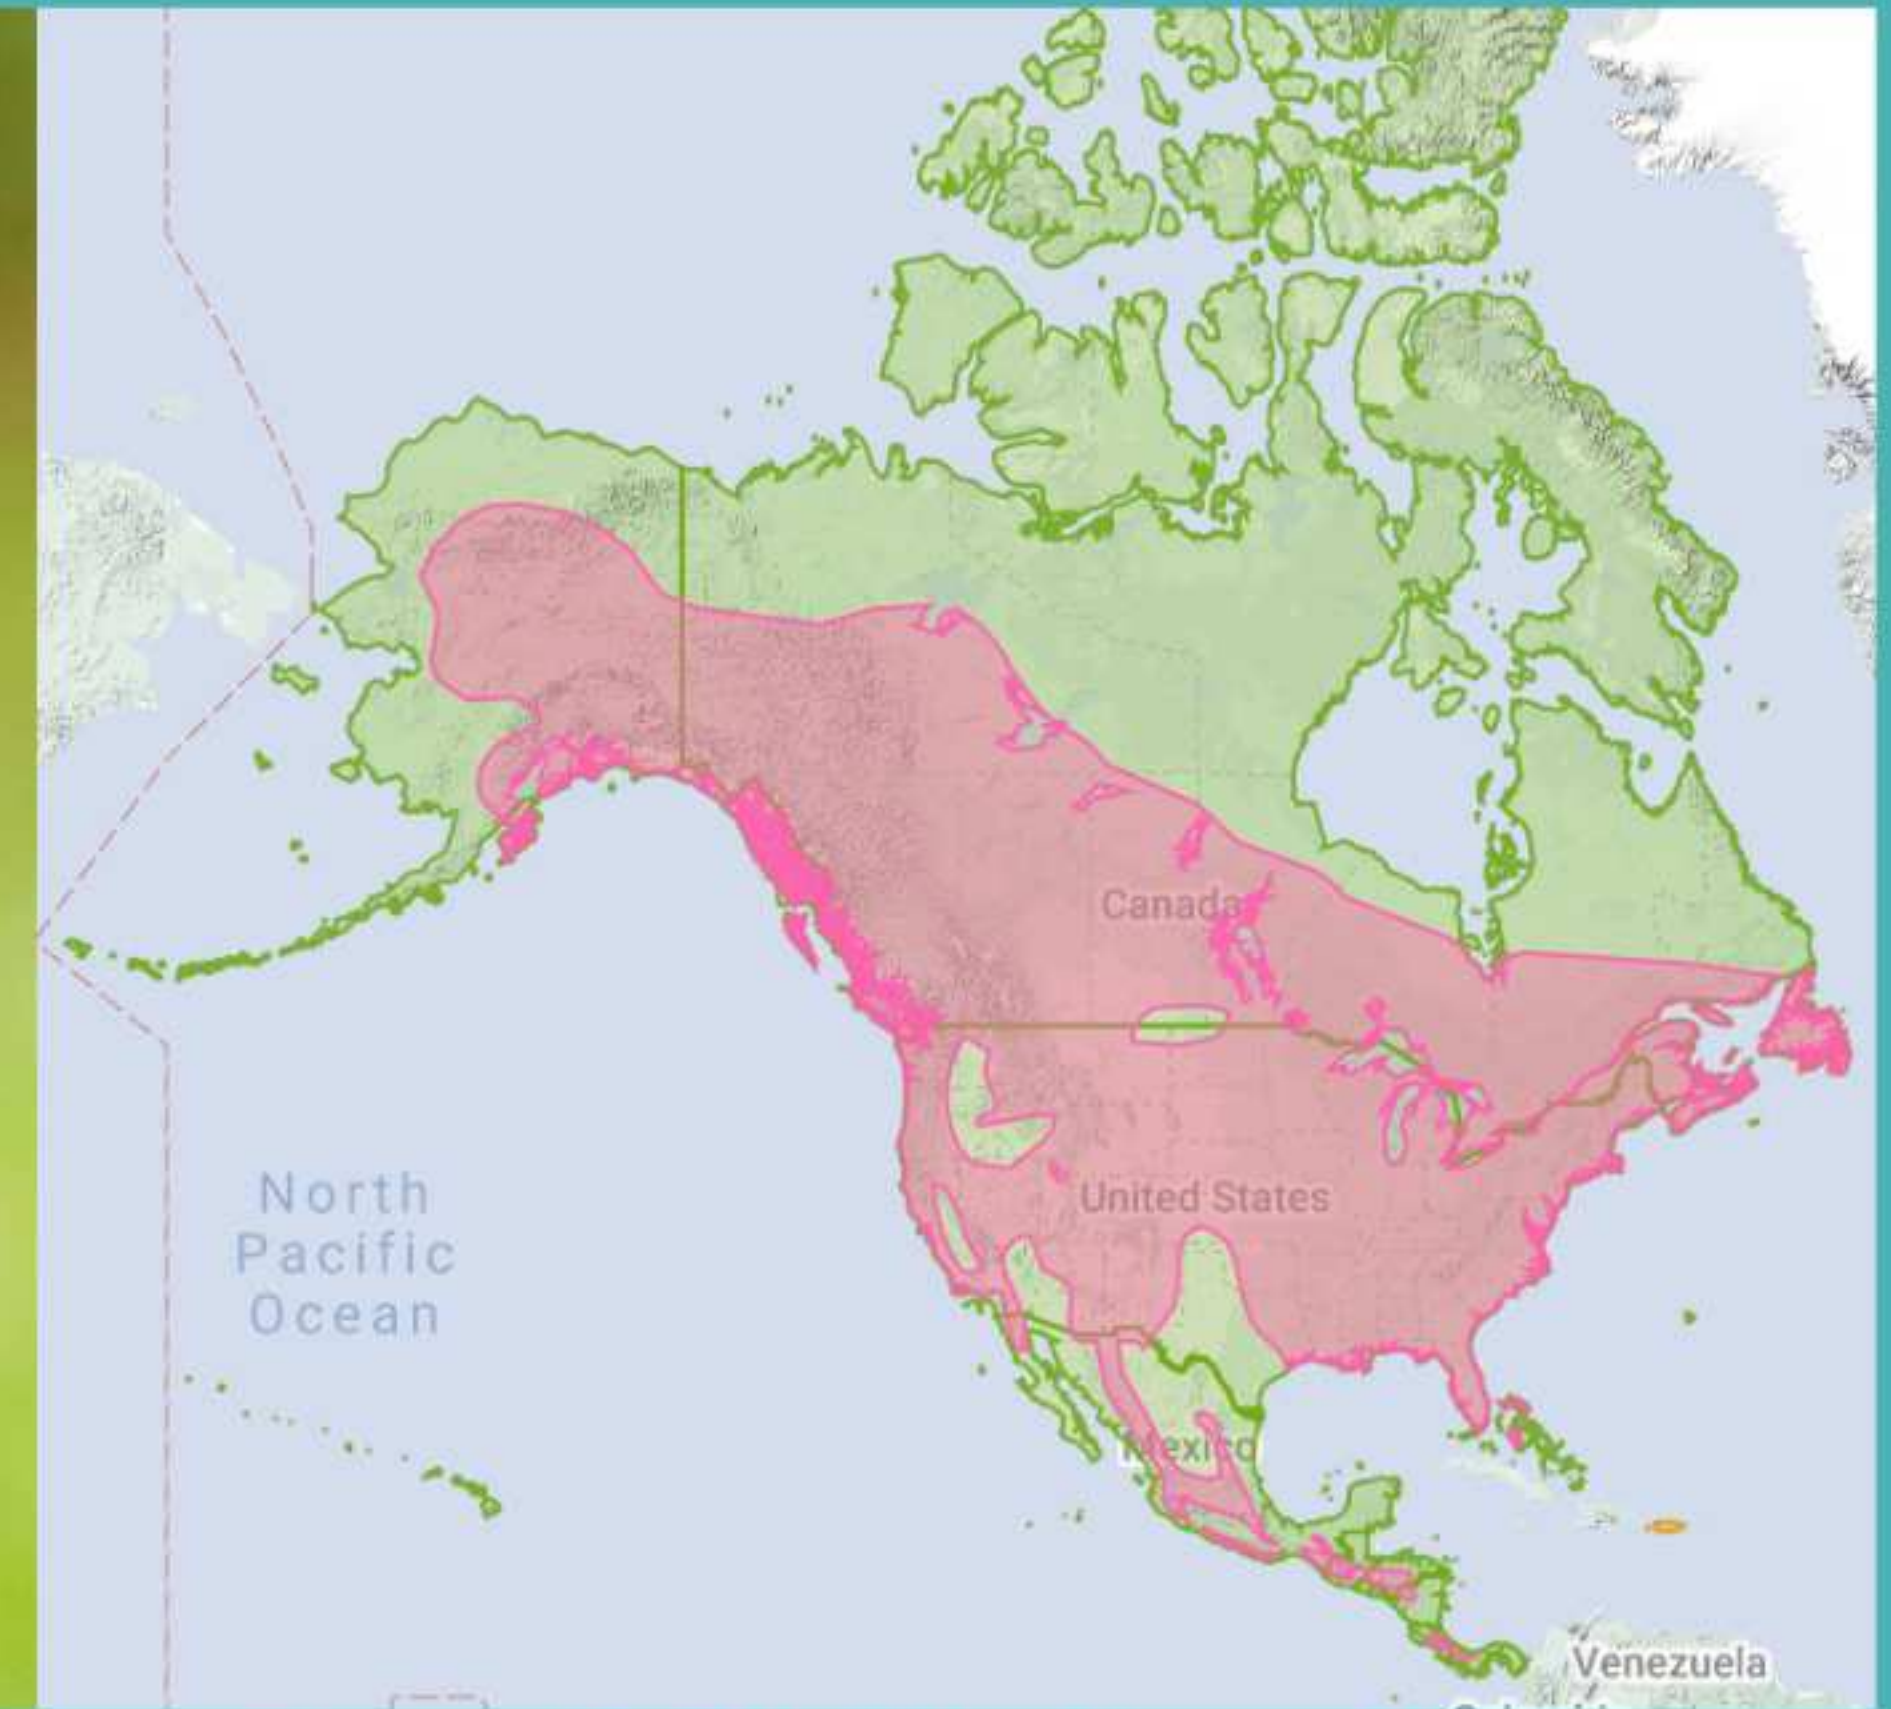 Canada
United States
North
Pacific
Ocean
Mexico
Venezuela